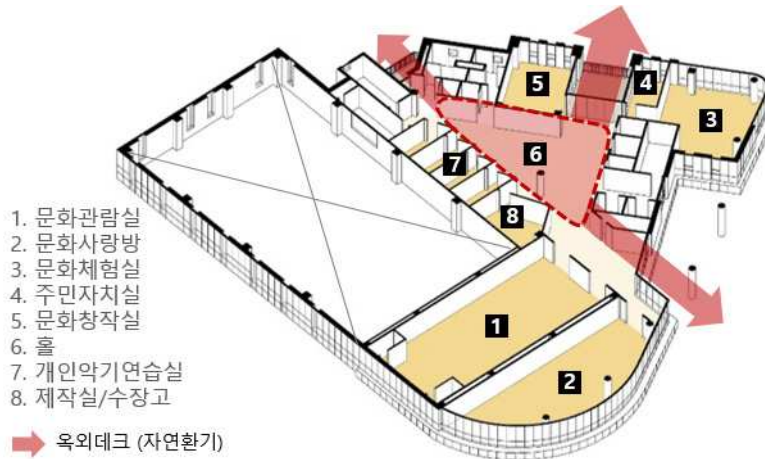 5
4
3
6
7
8
1
2
1. 문화관람실
2. 문화사랑방
3. 문화체험실
4. 주민자치실
5. 문화창작실
6. 홀
7. 개인악기연습실
8. 제작실/수장고
옥외데크 (자연환기)